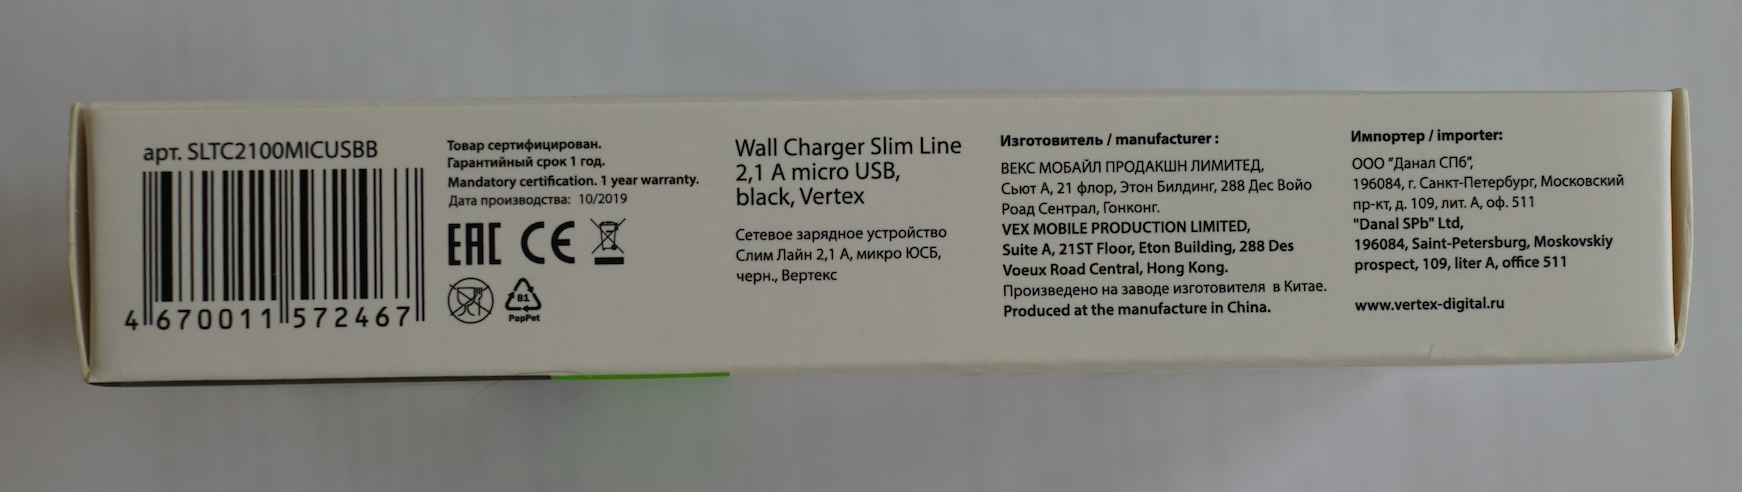 арт. SLTC2100MICUSBB
4 670011 572467
Товар сертифицирован.
Гарантийный срок 1 год.
Mandatory certification. 1 year warranty.
Дата производства: 10/2019
EAC CE
81
PapPet
Wall Charger Slim Line
2,1 A micro USB,
black, Vertex
Сетевое зарядное устройство
Слим Лайн 2,1 А, микро ЮСБ,
черн., Вертекс
Изготовитель / manufacturer :
ВЕКС МОБАЙЛ ПРОДАКШН ЛИМИТЕД,
Сьют А, 21 флор, Этон Билдинг, 288 Дес Войо
Роад Сентрал, Гонконг.
VEX MOBILE PRODUCTION LIMITED,
Suite A, 21ST Floor, Eton Building, 288 Des
Voeux Road Central, Hong Kong.
Произведено на заводе изготовителя в Китае.
Produced at the manufacture in China.
Импортер / importer:
ООО "Данал СПб",
196084, г. Санкт-Петербург, Московский
пр-кт, д. 109, лит. А, оф. 511
"Danal SPb" Ltd,
196084, Saint-Petersburg, Moskovskiy
prospect, 109, liter A, office 511
www.vertex-digital.ru